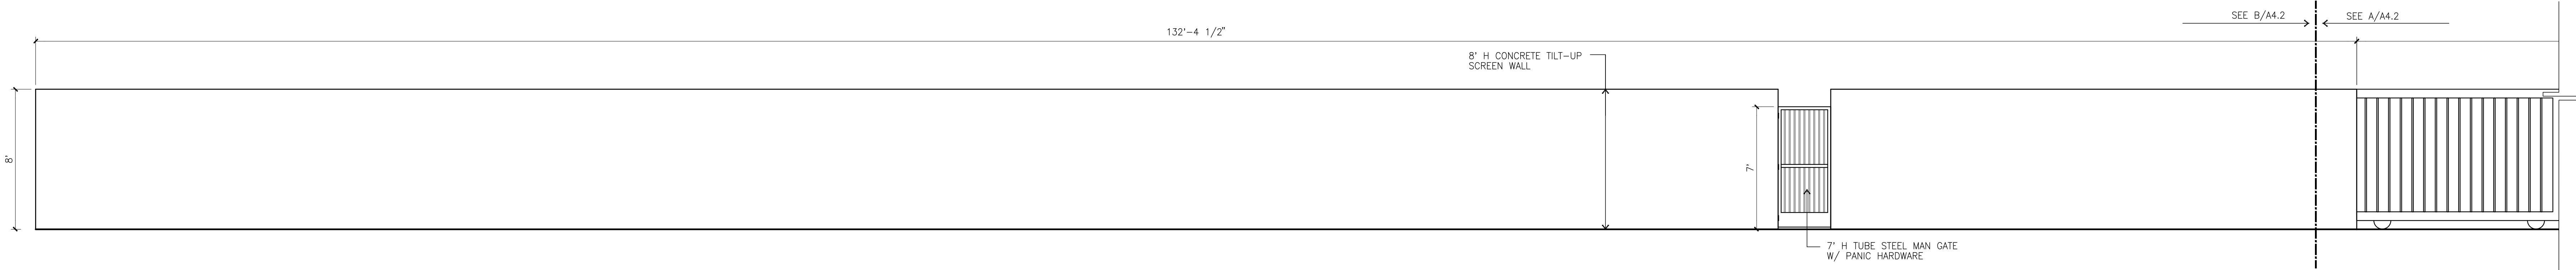 SEE B/A4.2
SEE A/A4.2
132'-4 1/2"
8' H CONCRETE TILT-UP
SCREEN WALL
8'
7'
7' H TUBE STEEL MAN GATE
W/ PANIC HARDWARE